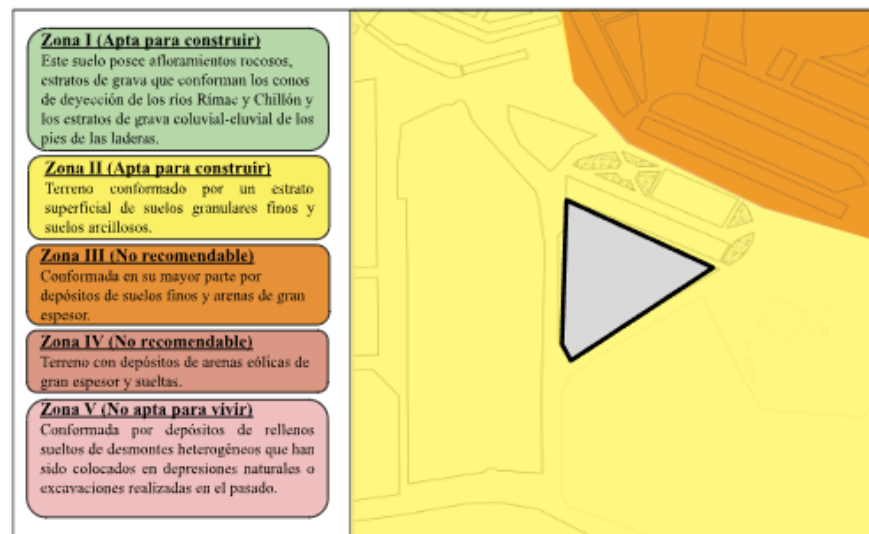 Zona I (Apta para construir)
Este suelo posee afloramientos rocosos,
estratos de grava que conforman los conos
de deyección de los ríos Rímac y Chillón y
los estratos de grava coluvial-eluvial de los
pies de las laderas.
Zona II (Apta para construir)
Terreno conformado por un estrato
superficial de suelos granulares finos y
suelos arcillosos.
Zona III (No recomendable)
Conformada en su mayor parte por
depósitos de suelos finos y arenas de gran
espesor.
Zona IV (No recomendable)
Terreno con depósitos de arenas eólicas de
gran espesor y sueltas.
Zona V (No apta para vivir)
Conformada por depósitos de rellenos
sueltos de desmontes heterogéneos que han
sido colocados en depresiones naturales o
excavaciones realizadas en el pasado.